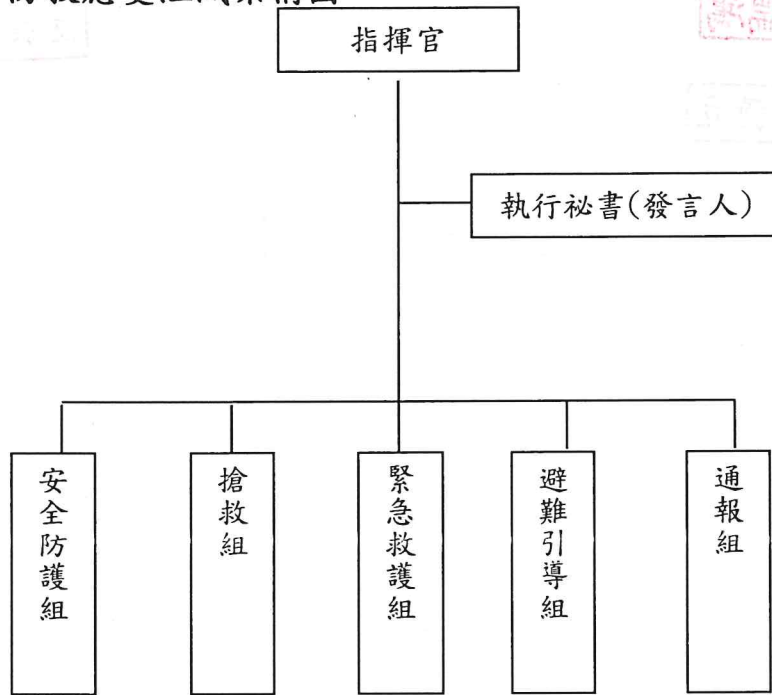 指揮官
執行祕書(發言人)
安全防護組
搶救組
緊急救護組
避難引導組
通報組